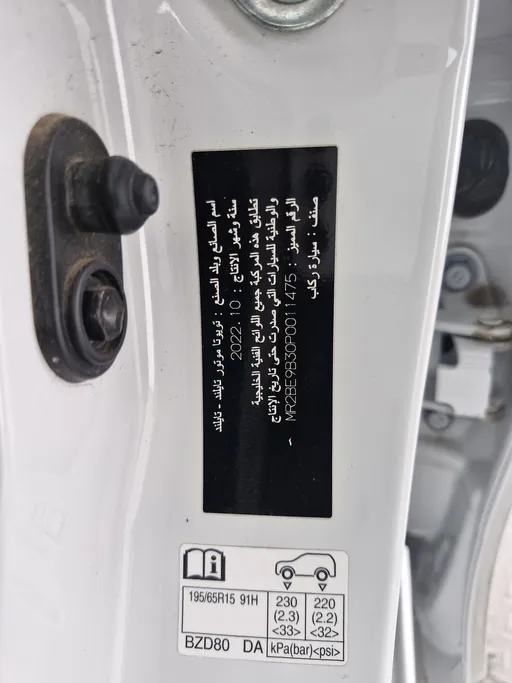 اسم الصانع وبلد الصنع : تويوتا موتور تايلند - تايلند
سنة وشهر الانتاج : 2022.10
تطابق هذه المركبة جميع اللوائح الفنية الخليجية
والوطنية للسيارات التي صدرت حتى تاريخ الإنتاج
الرقم المميز : MR2BE9B30P0011475
صنف : سيارة ركاب
195/65R15 91H
230
(2.3)
<33>
220
(2.2)
<32>
BZD80 DA kPa(bar)<psi>